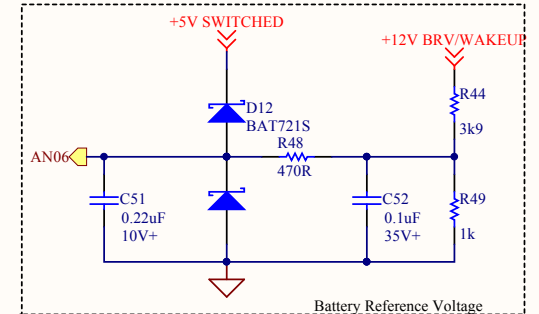 +5V SWITCHED
+12V BRV/WAKEUP
R44
D12
BAT721S
3k9
R48
AN06
470R
C51
C52
R49
0.22uF
0.1uF
10V+
35V+
1k
Battery Reference Voltage